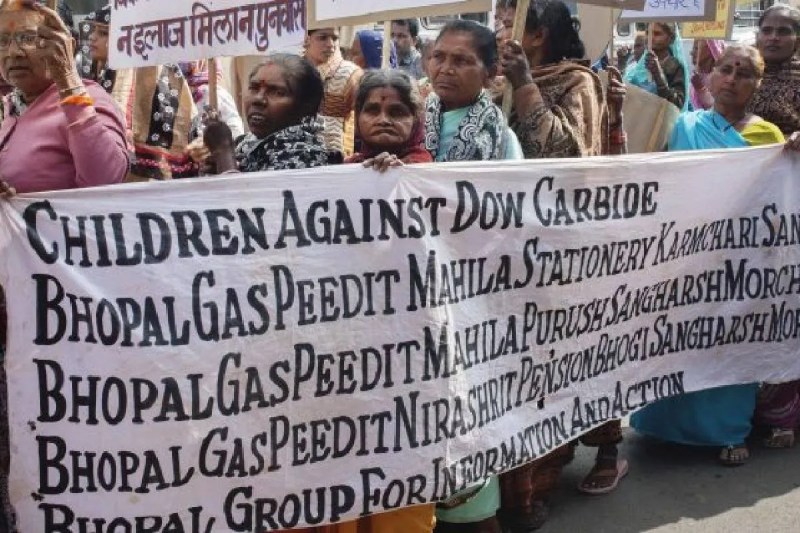 न इलाज मिला न पुनर्वास
CHILDREN AGAINST DOW CARBIDE
BHOPAL GAS PEEDIT MAHILA STATIONERY KARMCHARI SAN
BHOPAL GAS PEEDIT MAHILA PURUSH SANGHARSH MORCH
BHOPAL GAS PEEDIT NIRASHRIT PENSION BHOGI SANGHARSH MOR
BHOPAL GROUP FOR INFORMATION AND ACTION